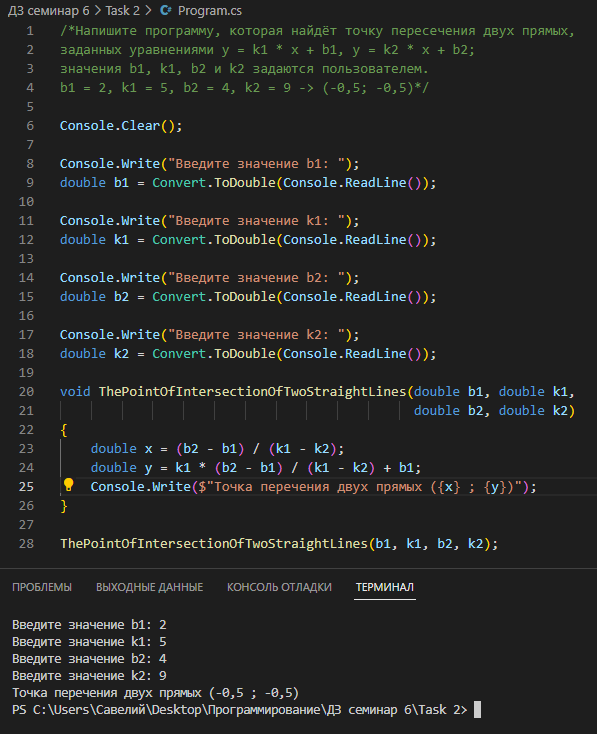 ДЗ семинар 6 > Task 2 > C# Program.cs
1 /*Напишите программу, которая найдёт точку пересечения двух прямых,
2 заданных уравнениями y = k1 * x + b1, y = k2 * x + b2;
3 значения b1, k1, b2 и k2 задаются пользователем.
4 b1 = 2, k1 = 5, b2 = 4, k2 = 9 -> (-0,5; -0,5)*/
5
6 Console.Clear();
7
8 Console.Write("Введите значение b1: ");
9 double b1 = Convert.ToDouble(Console.ReadLine());
10
11 Console.Write("Введите значение k1: ");
12 double k1 = Convert.ToDouble(Console.ReadLine());
13
14 Console.Write("Введите значение b2: ");
15 double b2 = Convert.ToDouble(Console.ReadLine());
16
17 Console.Write("Введите значение k2: ");
18 double k2 = Convert.ToDouble(Console.ReadLine());
19
20 void ThePointOfIntersectionOfTwoStraightLines(double b1, double k1,
21 double b2, double k2)
22 {
23 double x = (b2 - b1) / (k1 - k2);
24 double y = k1 * (b2 - b1) / (k1 - k2) + b1;
25 Console.Write($"Точка перечения двух прямых ({x} ; {y})");
26 }
27
28 ThePointOfIntersectionOfTwoStraightLines(b1, k1, b2, k2);
ПРОБЛЕМЫ ВЫХОДНЫЕ ДАННЫЕ КОНСОЛЬ ОТЛАДКИ ТЕРМИНАЛ
Введите значение b1: 2
Введите значение k1: 5
Введите значение b2: 4
Введите значение k2: 9
Точка перечения двух прямых (-0,5 ; -0,5)
PS C:\Users\Савелий\Desktop\Программирование\ДЗ семинар 6\Task 2>